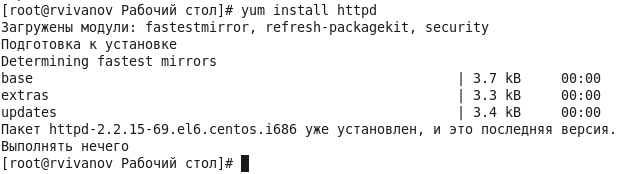 [root@rvivanov Рабочий стол]# yum install httpd
Загружены модули: fastestmirror, refresh-packagekit, security
Подготовка к установке
Determining fastest mirrors
base | 3.7 kB 00:00
extras | 3.3 kB 00:00
updates | 3.4 kB 00:00
Пакет httpd-2.2.15-69.el6.centos.i686 уже установлен, и это последняя версия.
Выполнять нечего
[root@rvivanov Рабочий стол]#